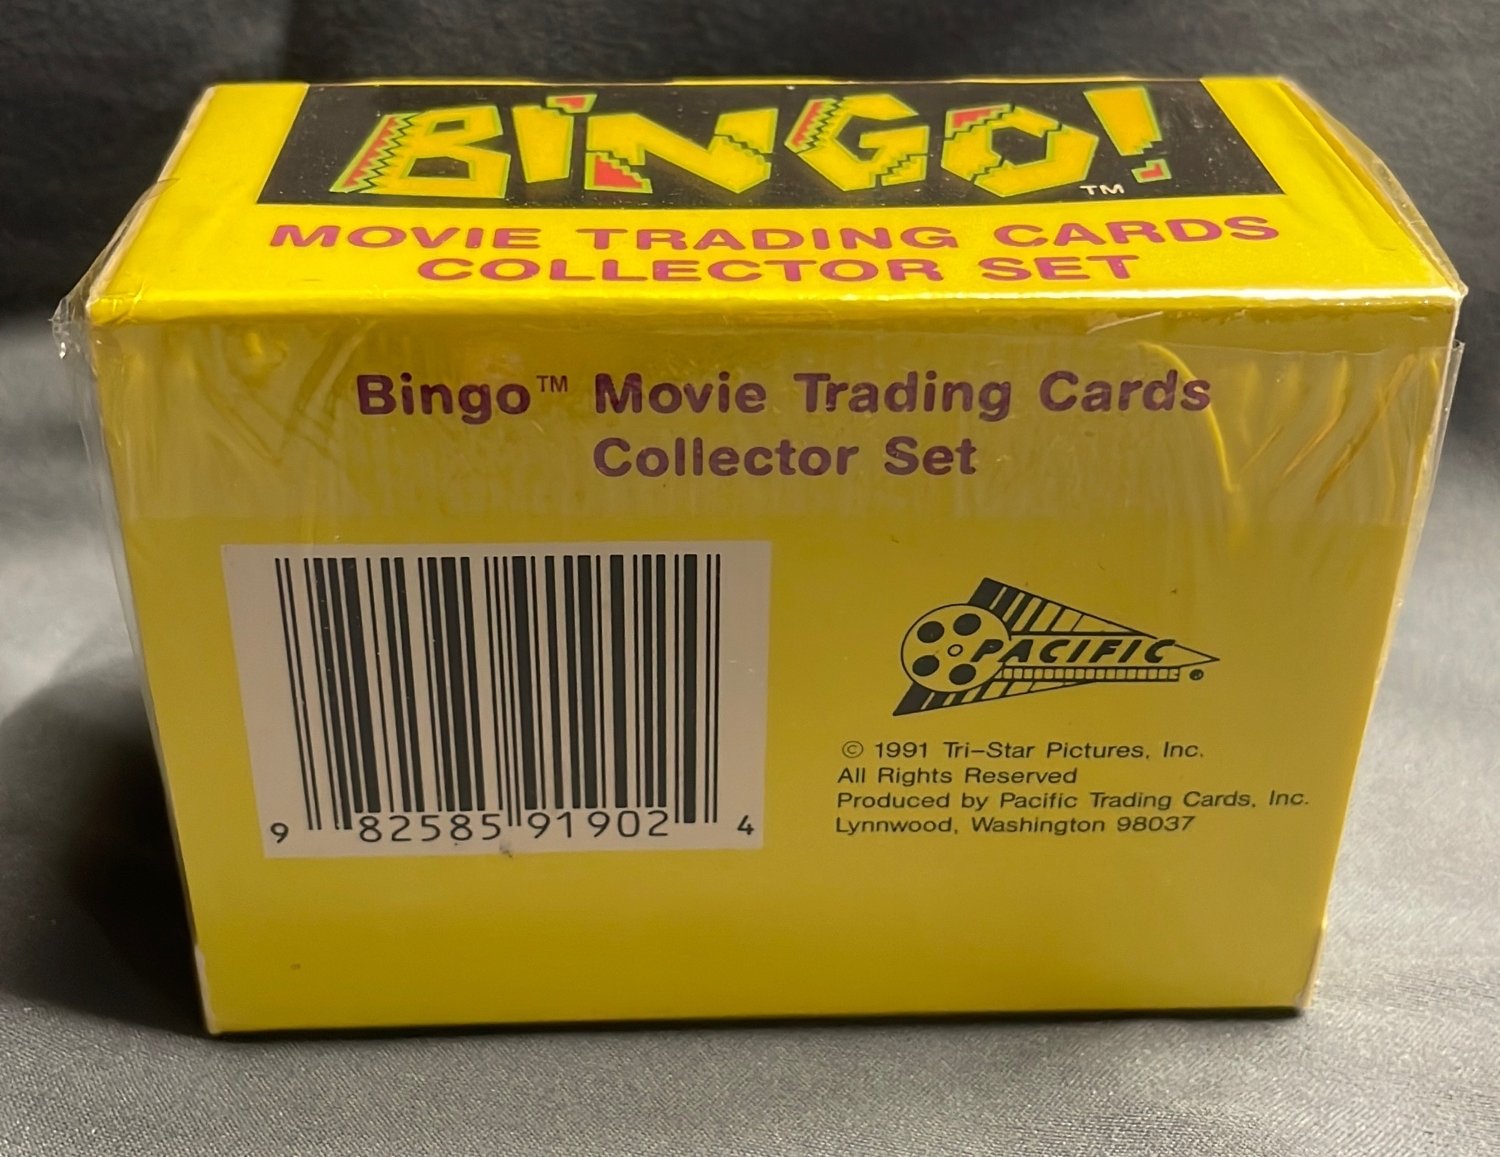 BiNGO!
TM
MOVIE TRADING CARDS
COLLECTOR SET
Bingo™ Movie Trading Cards
Collector Set
9 82585 91902 4
PACIFIC ®
© 1991 Tri-Star Pictures, Inc.
All Rights Reserved
Produced by Pacific Trading Cards, Inc.
Lynnwood, Washington 98037